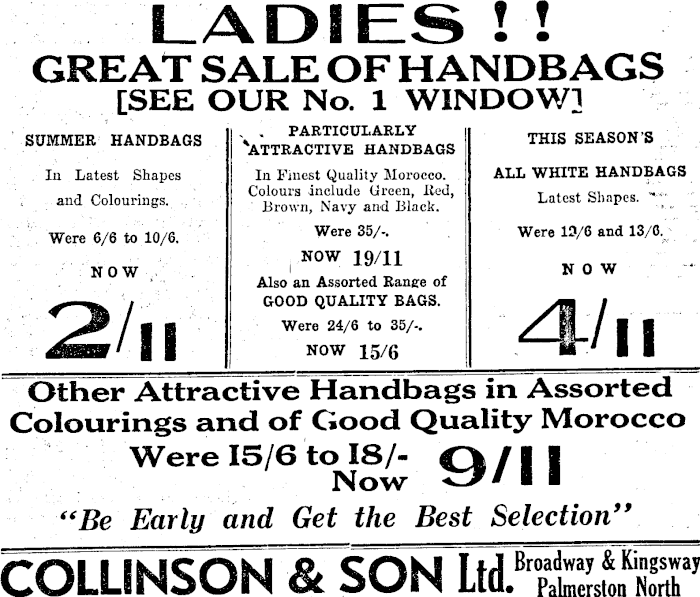 LADIES!!
GREAT SALE OF HANDBAGS
[SEE OUR No. 1 WINDOW]
SUMMER HANDBAGS
In Latest Shapes
and Colourings.
Were 6/6 to 10/6.
NOW
2/11
PARTICULARLY
ATTRACTIVE HANDBAGS
In Finest Quality Morocco.
Colours include Green, Red,
Brown, Navy and Black.
Were 35/-.
NOW 19/11
Also an Assorted Range of
GOOD QUALITY BAGS.
Were 24/6 to 35/-.
NOW 15/6
THIS SEASON'S
ALL WHITE HANDBAGS
Latest Shapes.
Were 12/6 and 13/6.
NOW
4/11
Other Attractive Handbags in Assorted
Colourings and of Good Quality Morocco
Were 15/6 to 18/-
Now 9/11
"Be Early and Get the Best Selection"
COLLINSON & SON Ltd. Broadway & Kingsway
Palmerston North